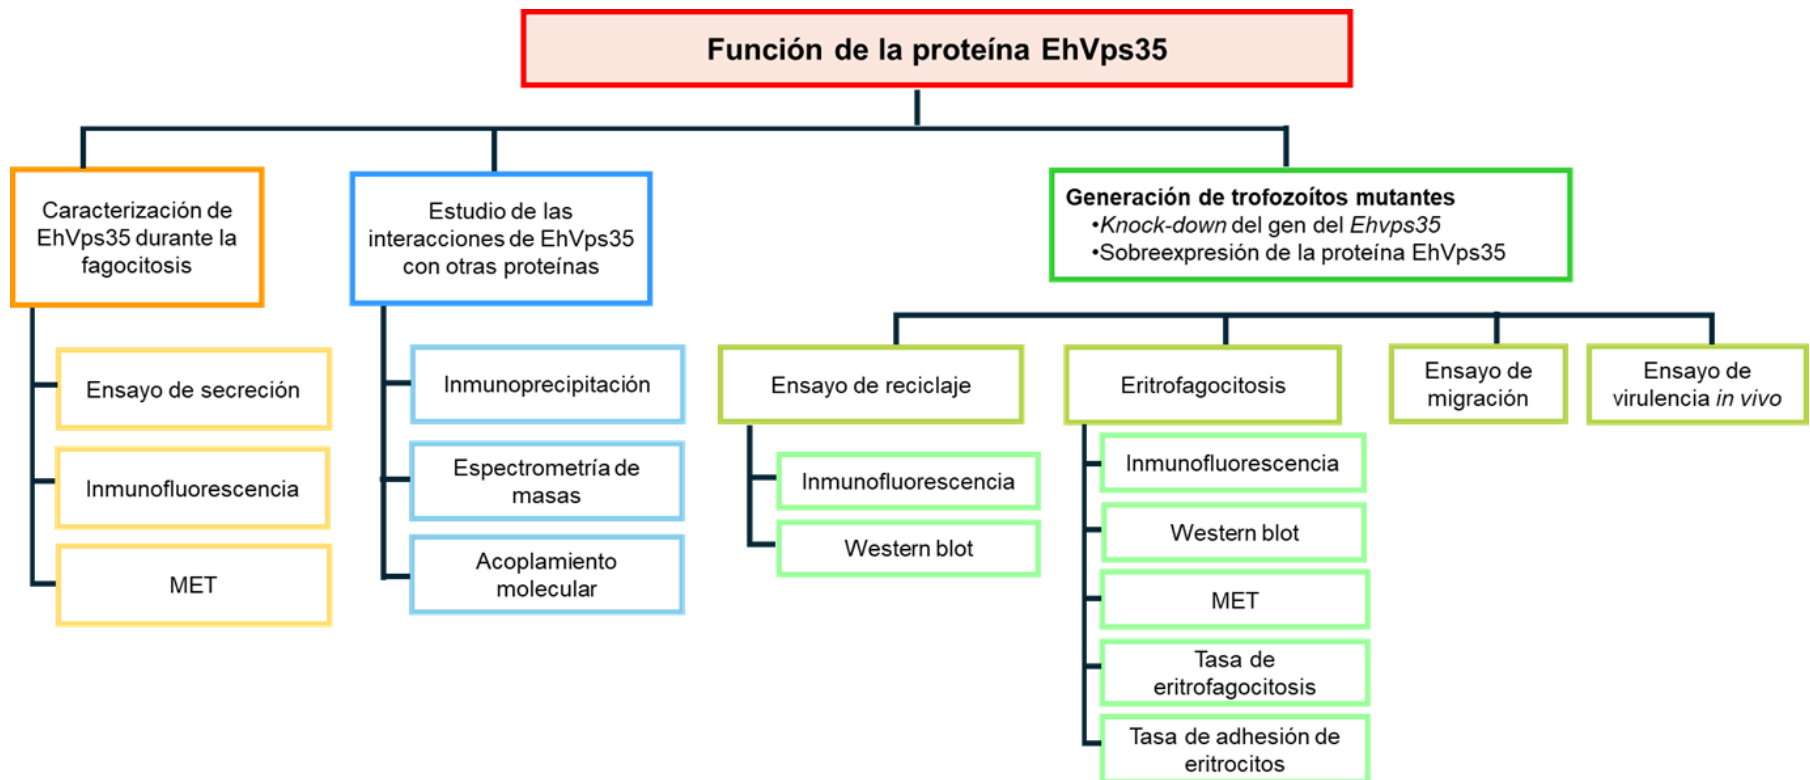 Función de la proteína EhVps35
Caracterización de
EhVps35 durante la
fagocitosis
Ensayo de secreción
Inmunofluorescencia
MET
Estudio de las
interacciones de EhVps35
con otras proteínas
Inmunoprecipitación
Espectrometría de
masas
Acoplamiento
molecular
Generación de trofozoítos mutantes
•Knock-down del gen del Ehvps35
•Sobreexpresión de la proteína EhVps35
Ensayo de reciclaje
Inmunofluorescencia
Western blot
Eritrofagocitosis
Inmunofluorescencia
Western blot
MET
Tasa de
eritrofagocitosis
Tasa de adhesión de
eritrocitos
Ensayo de
migración
Ensayo de
virulencia in vivo